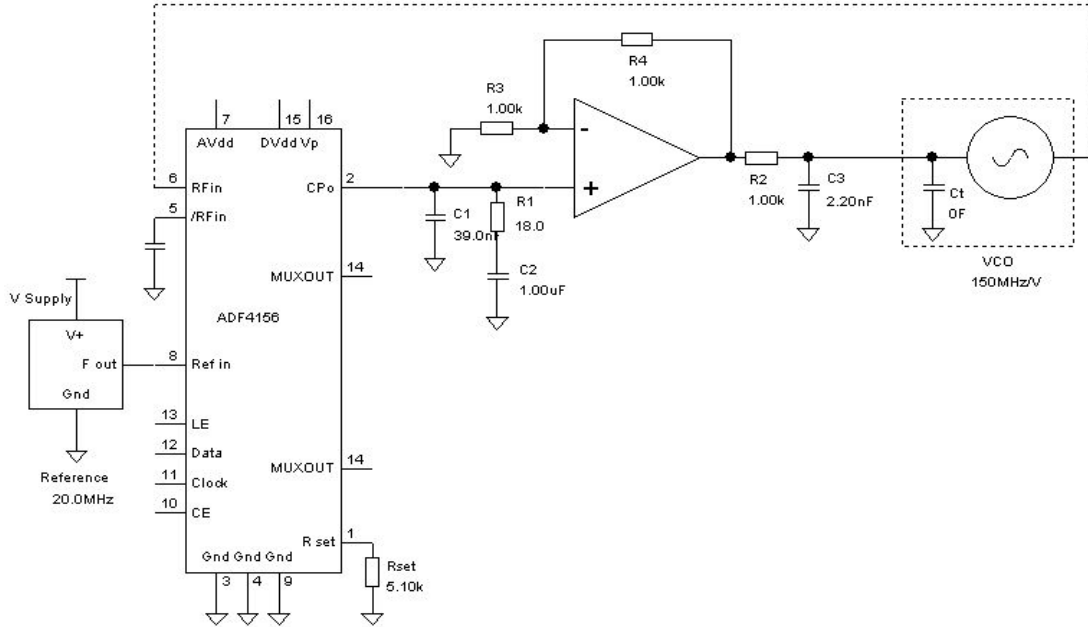 R4
1.00k
R3
1.00k
7
15
16
AVdd
DVdd Vp
-
+
6
RFin
CPo
2
5
/RFin
C1
39.0nF
R1
18.0
R2
1.00k
C3
2.20nF
Ct
0F
C2
1.00uF
VCO
150MHz/V
MUXOUT
14
V Supply
ADF4156
V+
F out
Gnd
8
Ref in
13
LE
12
Data
MUXOUT
14
Reference
20.0MHz
11
Clock
10
CE
R set
1
Gnd Gnd Gnd
3
4
9
Rset
5.10k